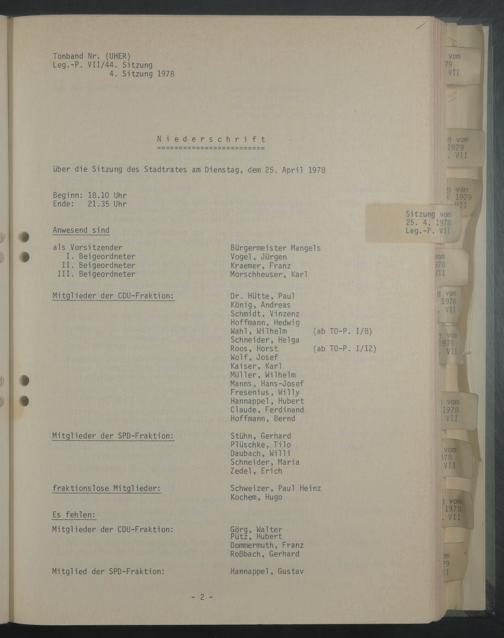 Tonband Nr. (UHER)
Leg.-P. VII/44. Sitzung
4. Sitzung 1978
Niederschrift
über die Sitzung des Stadtrates am Dienstag, dem 25. April 1978
Beginn: 18.10 Uhr
Ende: 21.35 Uhr
Sitzung vom
25. 4. 1978
Leg.-P. VII
Anwesend sind
als Vorsitzender Bürgermeister Mangels
I. Beigeordneter Vogel, Jürgen
II. Beigeordneter Kraemer, Franz
III. Beigeordneter Morschheuser, Karl
Mitglieder der CDU-Fraktion: Dr. Hütte, Paul
König, Andreas
Schmidt, Vinzenz
Hoffmann, Hedwig
Wahl, Wilhelm (ab TO-P. I/8)
Schneider, Helga
Roos, Horst (ab TO-P. I/12)
Wolf, Josef
Kaiser, Karl
Müller, Wilhelm
Manns, Hans-Josef
Fresenius, Willy
Hannappel, Hubert
Claude, Ferdinand
Hoffmann, Bernd
Mitglieder der SPD-Fraktion: Stühn, Gerhard
Plüschke, Tilo
Daubach, Willi
Schneider, Maria
Zedel, Erich
fraktionslose Mitglieder: Schweizer, Paul Heinz
Kochem, Hugo
Es fehlen:
Mitglieder der CDU-Fraktion: Görg, Walter
Pütz, Hubert
Dommermuth, Franz
Roßbach, Gerhard
Mitglied der SPD-Fraktion: Hannappel, Gustav
- 2 -